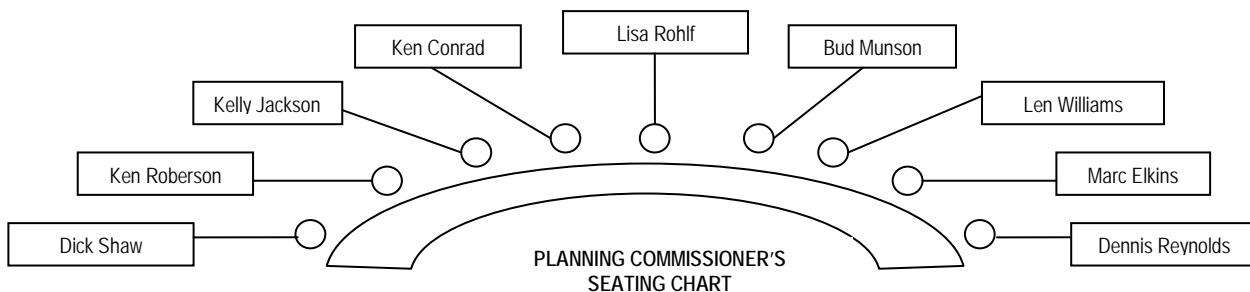 Lisa Rohlf
Ken Conrad
Bud Munson
Kelly Jackson
Len Williams
Ken Roberson
Marc Elkins
Dick Shaw
Dennis Reynolds
PLANNING COMMISSIONER'S
SEATING CHART